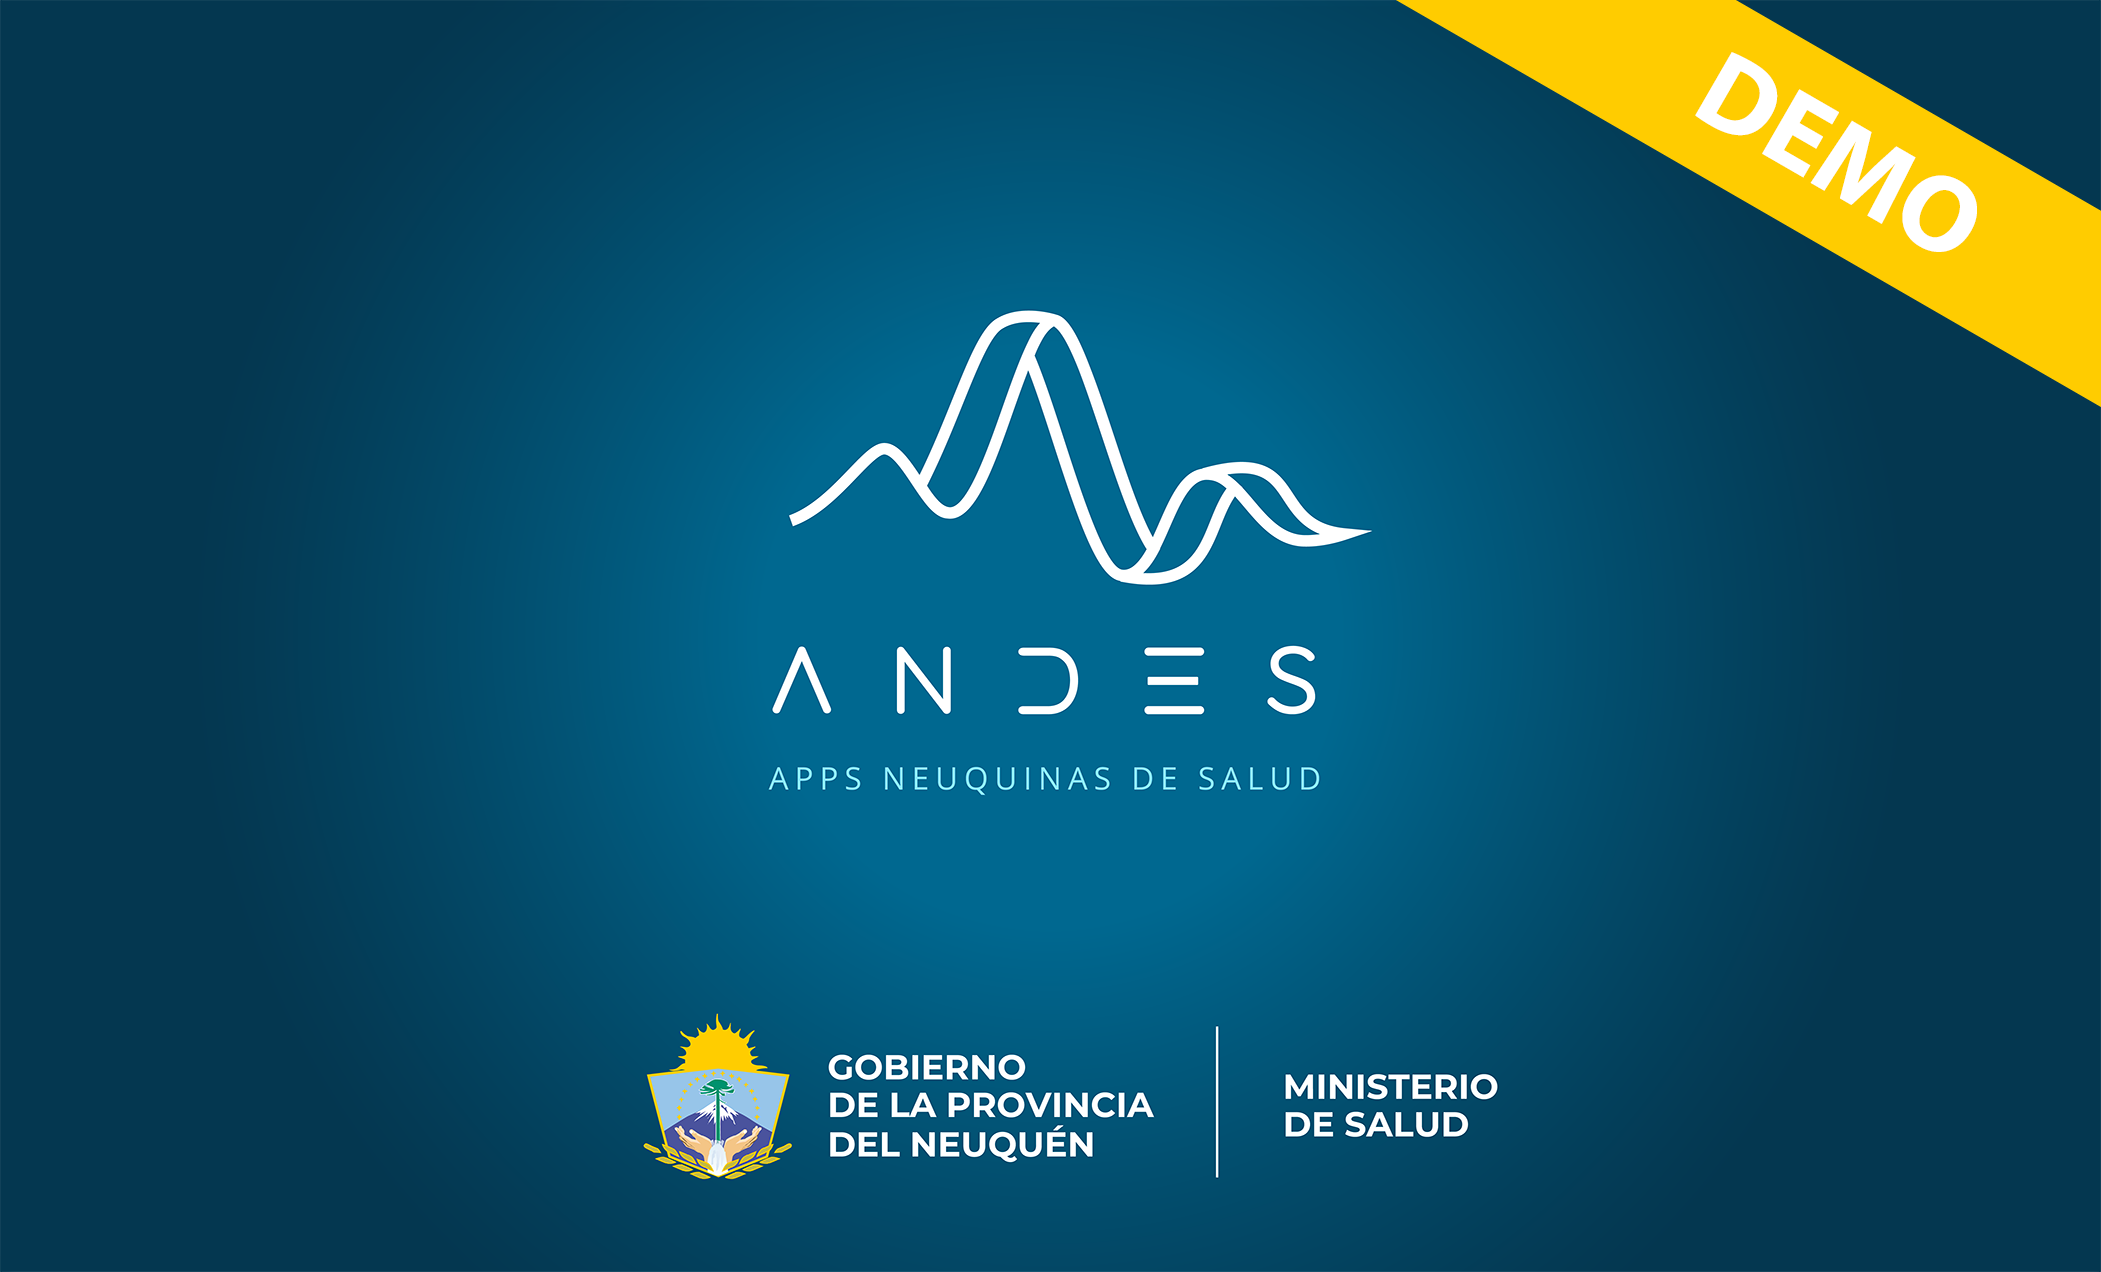 DEMO
ANDES
APPS NEUQUINAS DE SALUD
GOBIERNO
DE LA PROVINCIA
DEL NEUQUÉN
MINISTERIO
DE SALUD